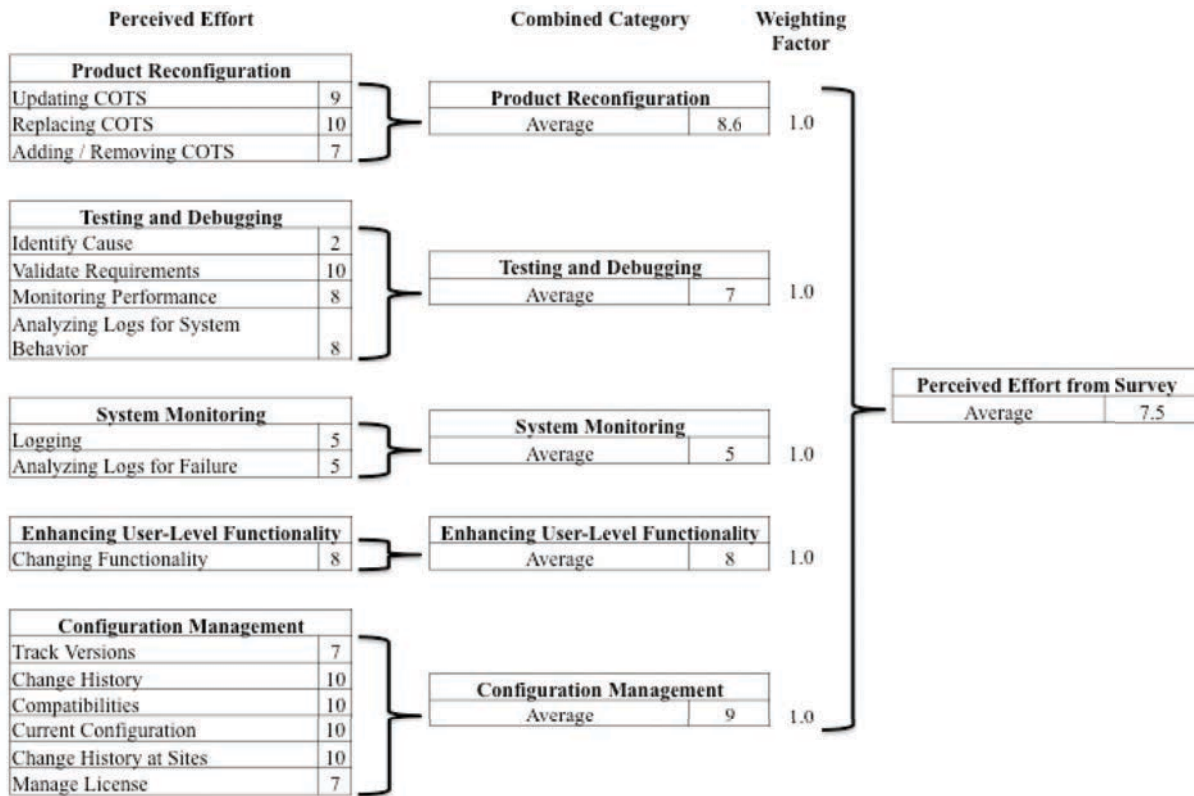 Perceived Effort
Combined Category
Weighting
Factor
Product Reconfiguration
Updating COTS 9
Replacing COTS 10
Adding / Removing COTS 7
Product Reconfiguration
Average 8.6 1.0
Testing and Debugging
Identify Cause 2
Validate Requirements 10
Monitoring Performance 8
Analyzing Logs for System
Behavior 8
Testing and Debugging
Average 7 1.0
Perceived Effort from Survey
Average 7.5
System Monitoring
Logging 5
Analyzing Logs for Failure 5
System Monitoring
Average 5 1.0
Enhancing User-Level Functionality
Changing Functionality 8
Enhancing User-Level Functionality
Average 8 1.0
Configuration Management
Track Versions 7
Change History 10
Compatibilities 10
Current Configuration 10
Change History at Sites 10
Manage License 7
Configuration Management
Average 9 1.0